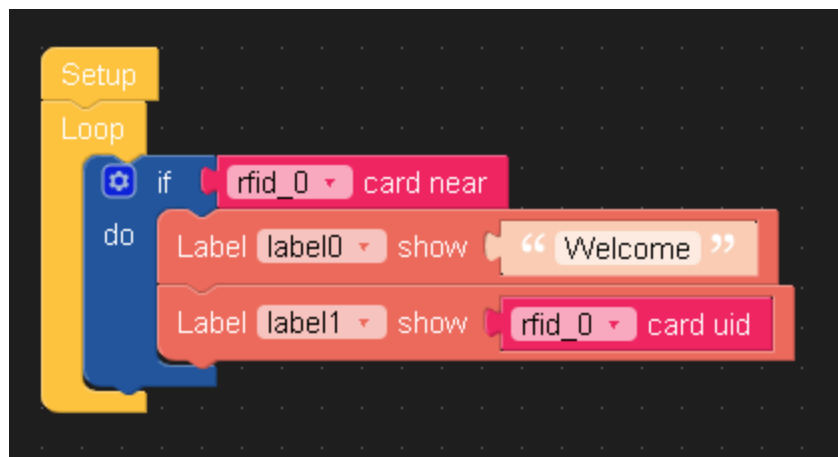 Setup
Loop
if rfid_0 card near
do Label label0 show “ Welcome ”
Label label1 show rfid_0 card uid